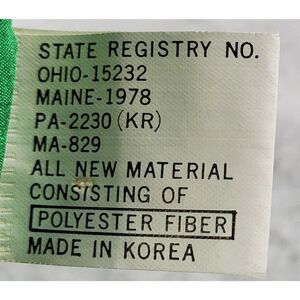 STATE REGISTRY NO.
OHIO-15232
MAINE-1978
PA-2230 (KR)
MA-829
ALL NEW MATERIAL
CONSISTING OF
POLYESTER FIBER
MADE IN KOREA